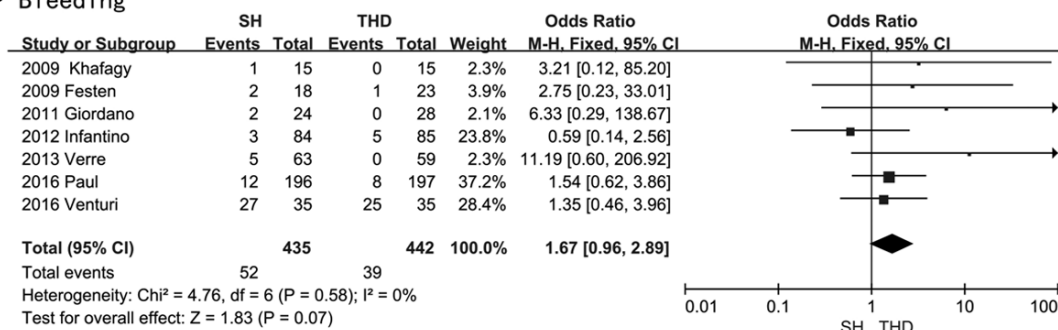 Bleeding
SH THD Odds Ratio Odds Ratio
Study or Subgroup Events Total Events Total Weight M-H, Fixed, 95% CI M-H, Fixed, 95% CI
2009 Khafagy 1 15 0 15 2.3% 3.21 [0.12, 85.20]
2009 Festen 2 18 1 23 3.9% 2.75 [0.23, 33.01]
2011 Giordano 2 24 0 28 2.1% 6.33 [0.29, 138.67]
2012 Infantino 3 84 5 85 23.8% 0.59 [0.14, 2.56]
2013 Verre 5 63 0 59 2.3% 11.19 [0.60, 206.92]
2016 Paul 12 196 8 197 37.2% 1.54 [0.62, 3.86]
2016 Venturi 27 35 25 35 28.4% 1.35 [0.46, 3.96]
Total (95% CI) 435 442 100.0% 1.67 [0.96, 2.89]
Total events 52 39
Heterogeneity: Chi² = 4.76, df = 6 (P = 0.58); I² = 0%
Test for overall effect: Z = 1.83 (P = 0.07)
0.01 0.1 1 10 100
SH THD